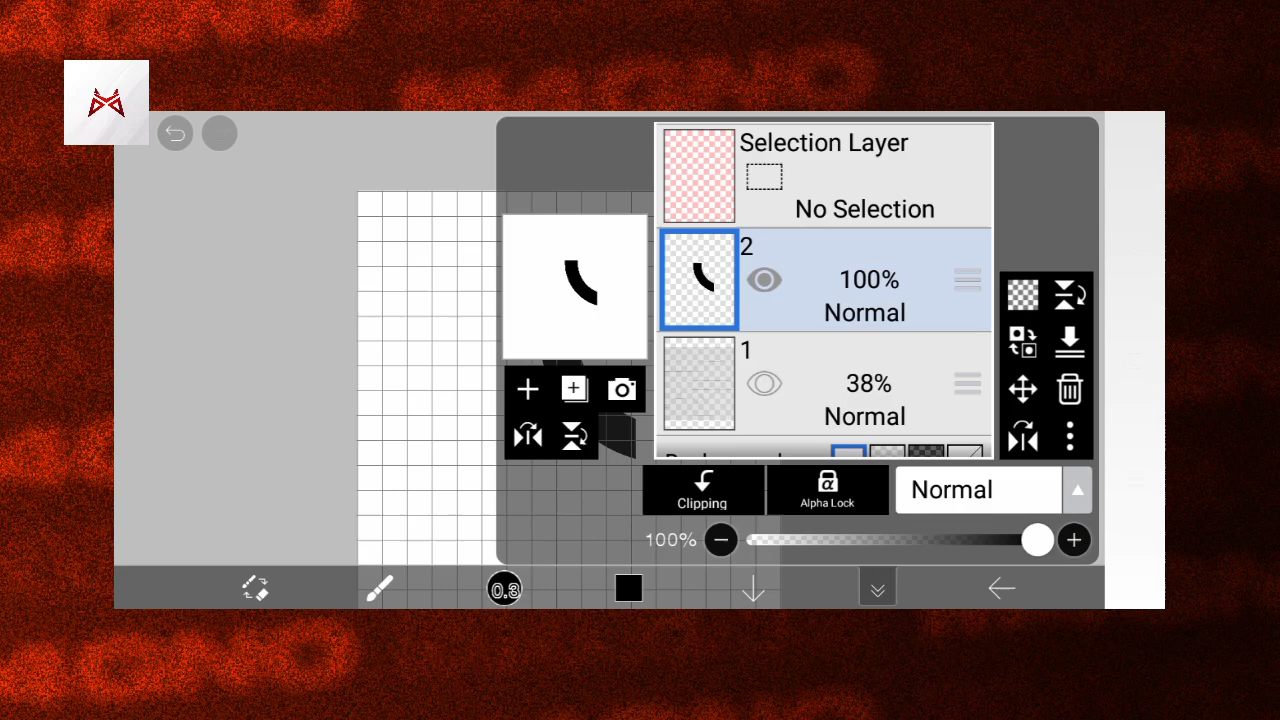 Selection Layer
No Selection
2
100%
Normal
1
38%
Normal
Clipping
α
Alpha Lock
Normal
100%
0.3